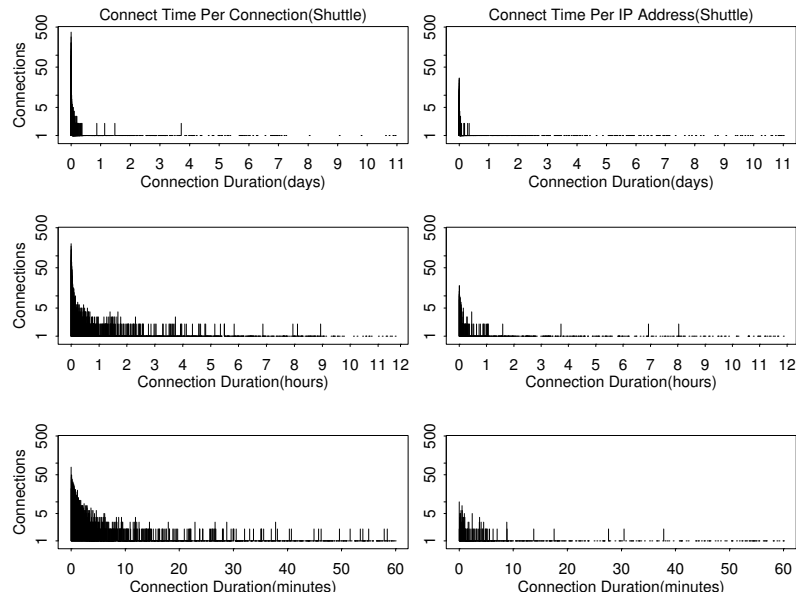 Connect Time Per Connection(Shuttle)
Connections
500
50
5
1
0 1 2 3 4 5 6 7 8 9 10 11
Connection Duration(days)
Connect Time Per IP Address(Shuttle)
500
50
5
1
0 1 2 3 4 5 6 7 8 9 10 11
Connection Duration(days)
Connections
500
50
5
1
0 1 2 3 4 5 6 7 8 9 10 11 12
Connection Duration(hours)
500
50
5
1
0 1 2 3 4 5 6 7 8 9 10 11 12
Connection Duration(hours)
Connections
500
50
5
1
0 10 20 30 40 50 60
Connection Duration(minutes)
500
50
5
1
0 10 20 30 40 50 60
Connection Duration(minutes)